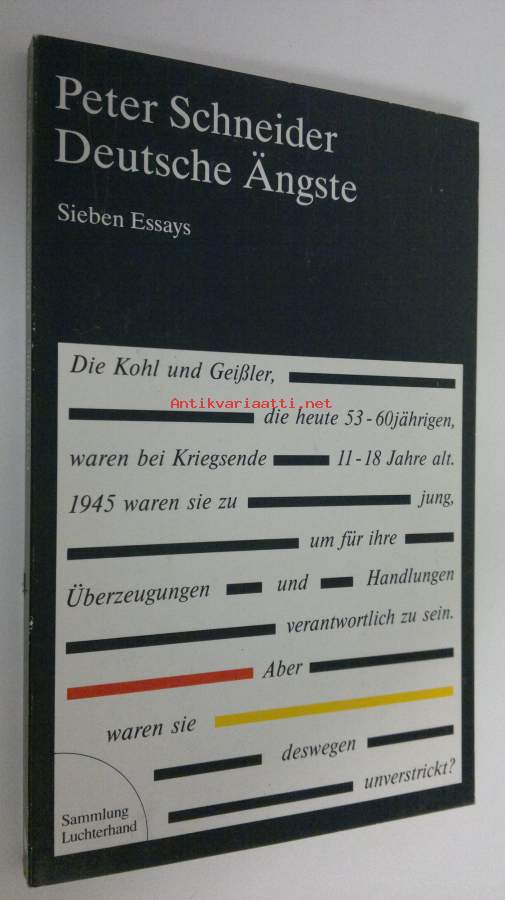 Peter Schneider
Deutsche Ängste
Sieben Essays
Die Kohl und Geißler,
Antikvariaatti.net
die heute 53-60jährigen,
waren bei Kriegsende 11-18 Jahre alt.
1945 waren sie zu jung,
um für ihre
Überzeugungen und Handlungen
verantwortlich zu sein.
Aber
waren sie
deswegen
unverstrickt?
Sammlung
Luchterhand